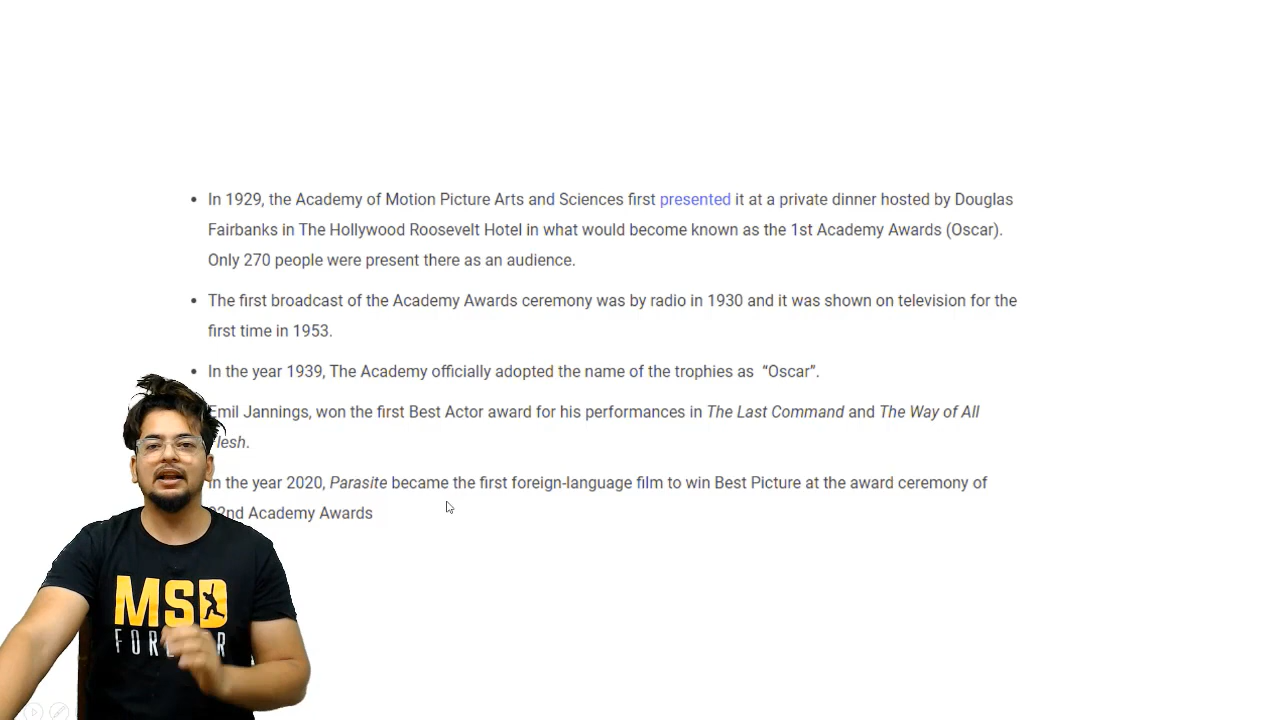 In 1929, the Academy of Motion Picture Arts and Sciences first presented it at a private dinner hosted by Douglas
Fairbanks in The Hollywood Roosevelt Hotel in what would become known as the 1st Academy Awards (Oscar).
Only 270 people were present there as an audience.
The first broadcast of the Academy Awards ceremony was by radio in 1930 and it was shown on television for the
first time in 1953.
In the year 1939, The Academy officially adopted the name of the trophies as “Oscar”.
Emil Jannings, won the first Best Actor award for his performances in The Last Command and The Way of All
Flesh.
In the year 2020, Parasite became the first foreign-language film to win Best Picture at the award ceremony of
92nd Academy Awards
MSD